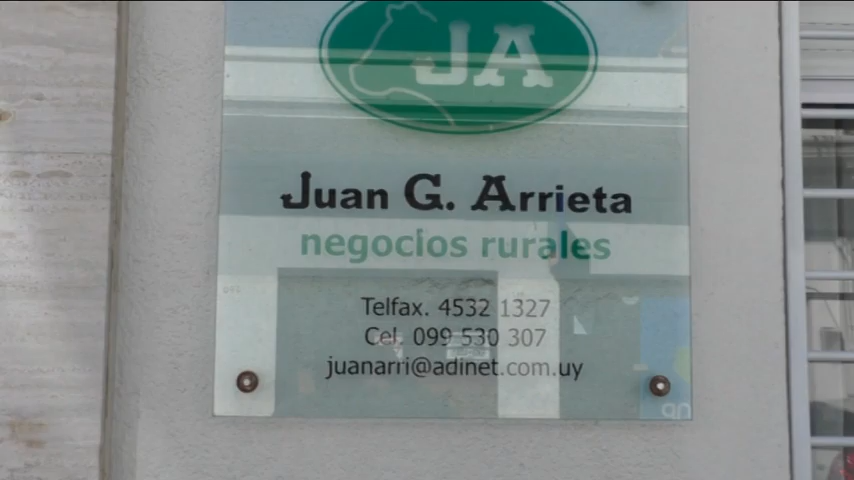 JA
Juan G. Arrieta
negocios rurales
Telfax. 4532 1327
Cel. 099 530 307
juanarri@adinet.com.uy